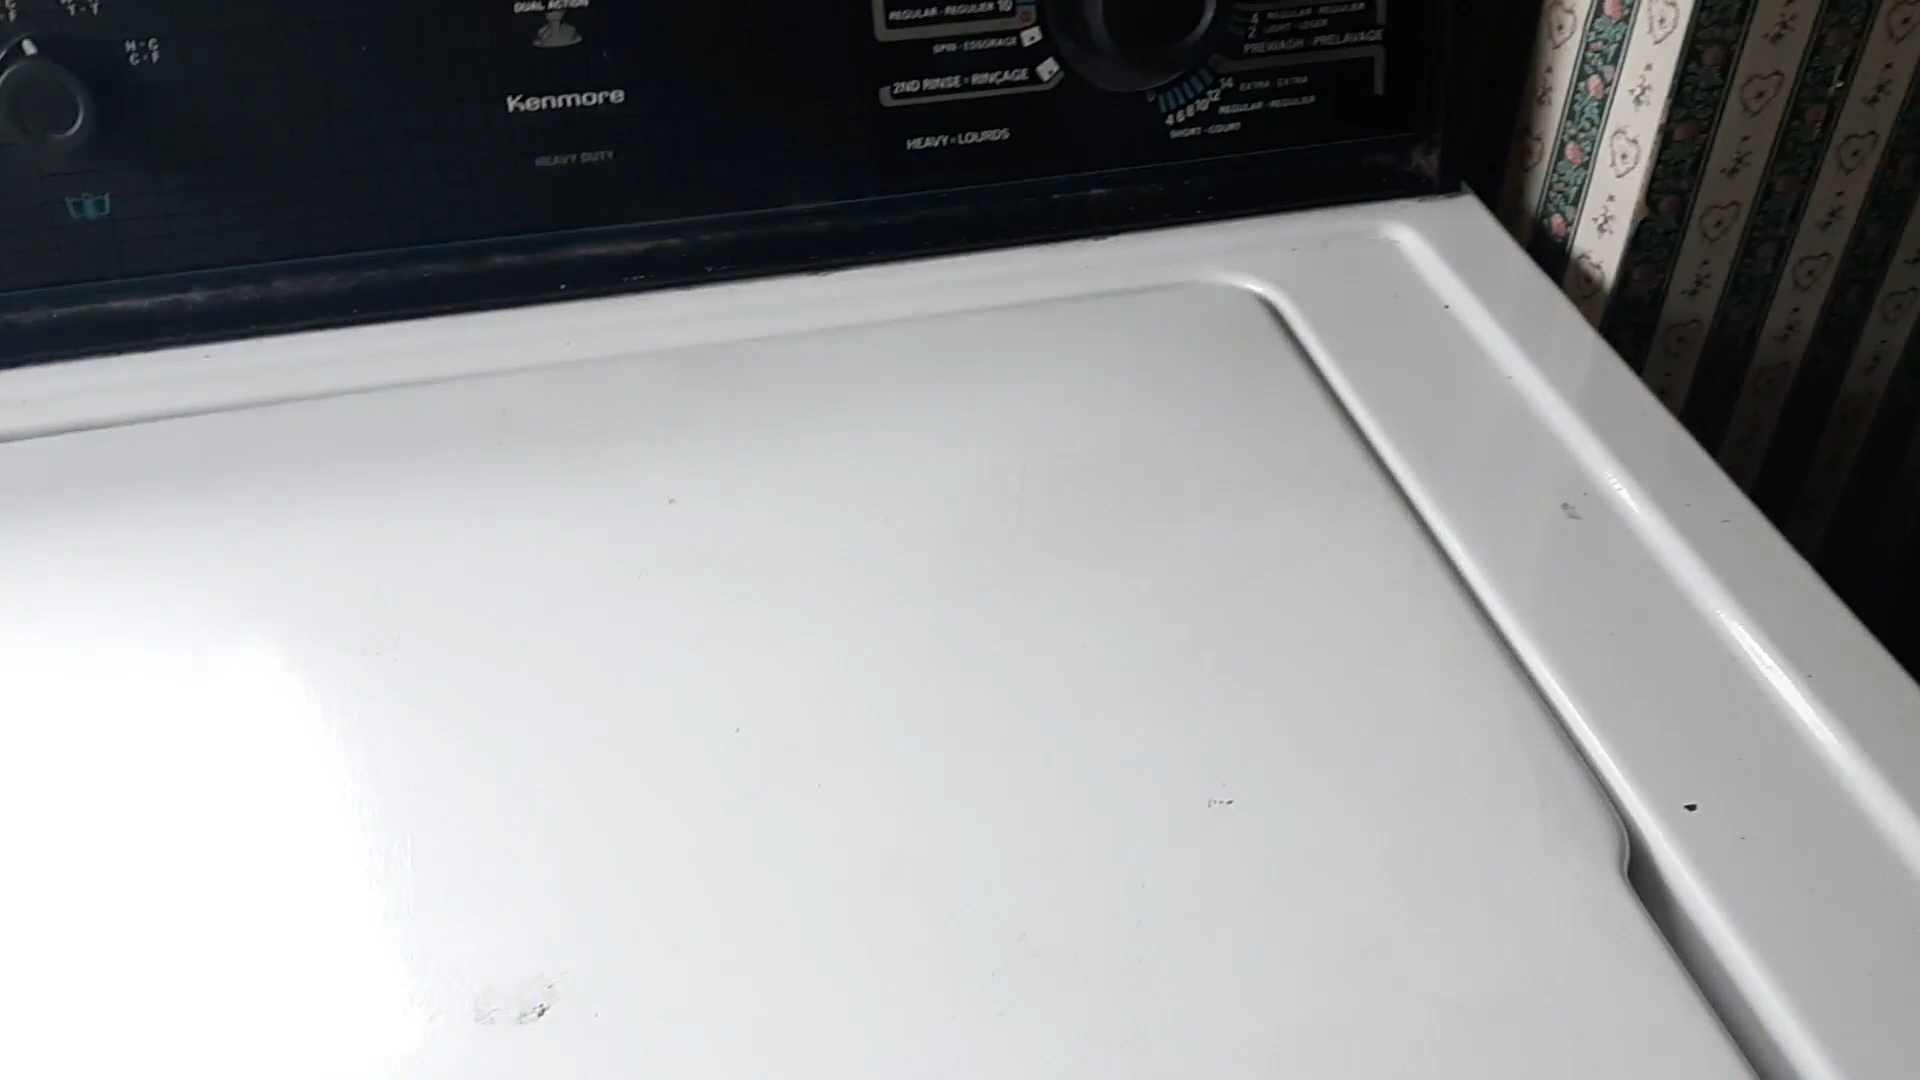 H-C
C-F
DUAL ACTION
Kenmore
HEAVY DUTY
REGULAR-REGULIER 10
SPIN-ESSORAGE
2ND RINSE-RINÇAGE
HEAVY-LOURDS
4 REGULAR-REGULIER
2 LIGHT-LEGER
PREWASH-PRELAVAGE
14 EXTRA-EXTRA
4 6 8 10 12 REGULAR-REGULIER
SHORT-COURT